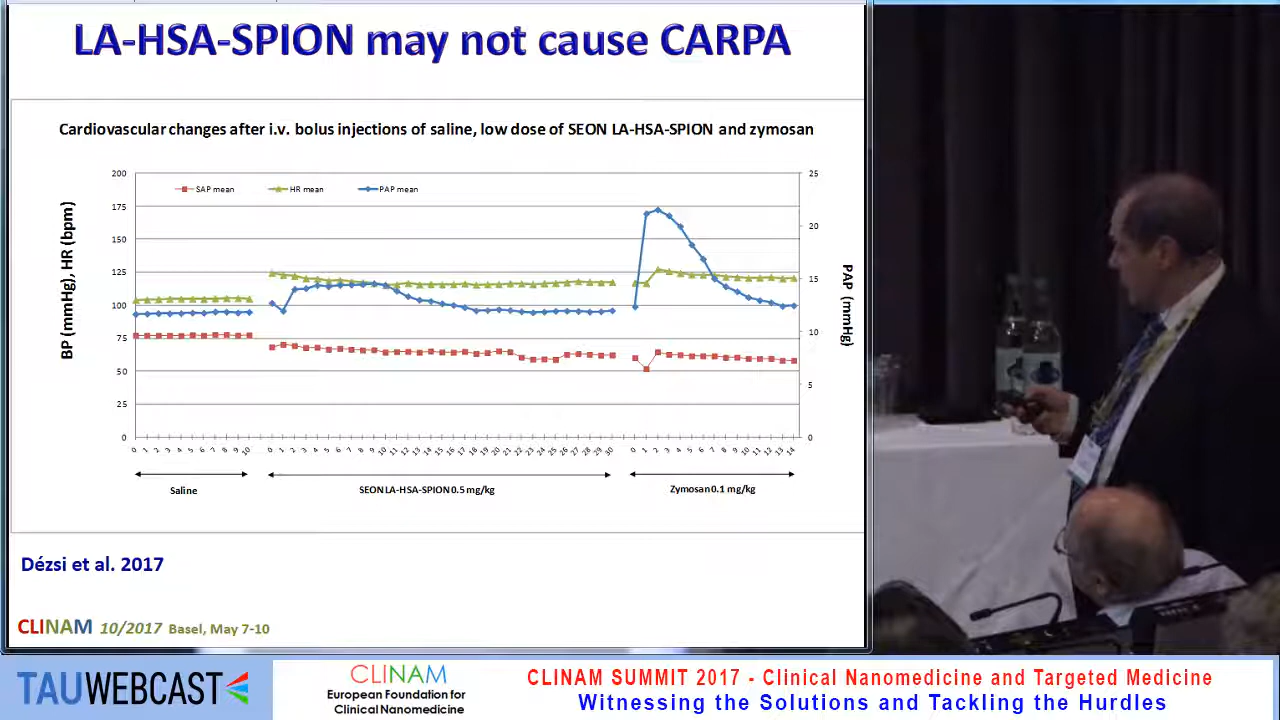 LA-HSA-SPION may not cause CARPA
Cardiovascular changes after i.v. bolus injections of saline, low dose of SEON LA-HSA-SPION and zymosan
SAP mean HR mean PAP mean
BP (mmHg), HR (bpm)
200
175
150
125
100
75
50
25
0
25
20
15
10
5
0
PAP (mmHg)
0 1 2 3 4 5 6 7 8 9 10 0 1 2 3 4 5 6 7 8 9 10 11 12 13 14 15 16 17 18 19 20 21 22 23 24 25 26 27 28 29 30 0 1 2 3 4 5 6 7 8 9 10 11 12 13 14
Saline SEON LA-HSA-SPION 0.5 mg/kg Zymosan 0.1 mg/kg
Dézsi et al. 2017
CLINAM 10/2017 Basel, May 7-10
TAUWEBCAST
CLINAM
European Foundation for
Clinical Nanomedicine
CLINAM SUMMIT 2017 - Clinical Nanomedicine and Targeted Medicine
Witnessing the Solutions and Tackling the Hurdles